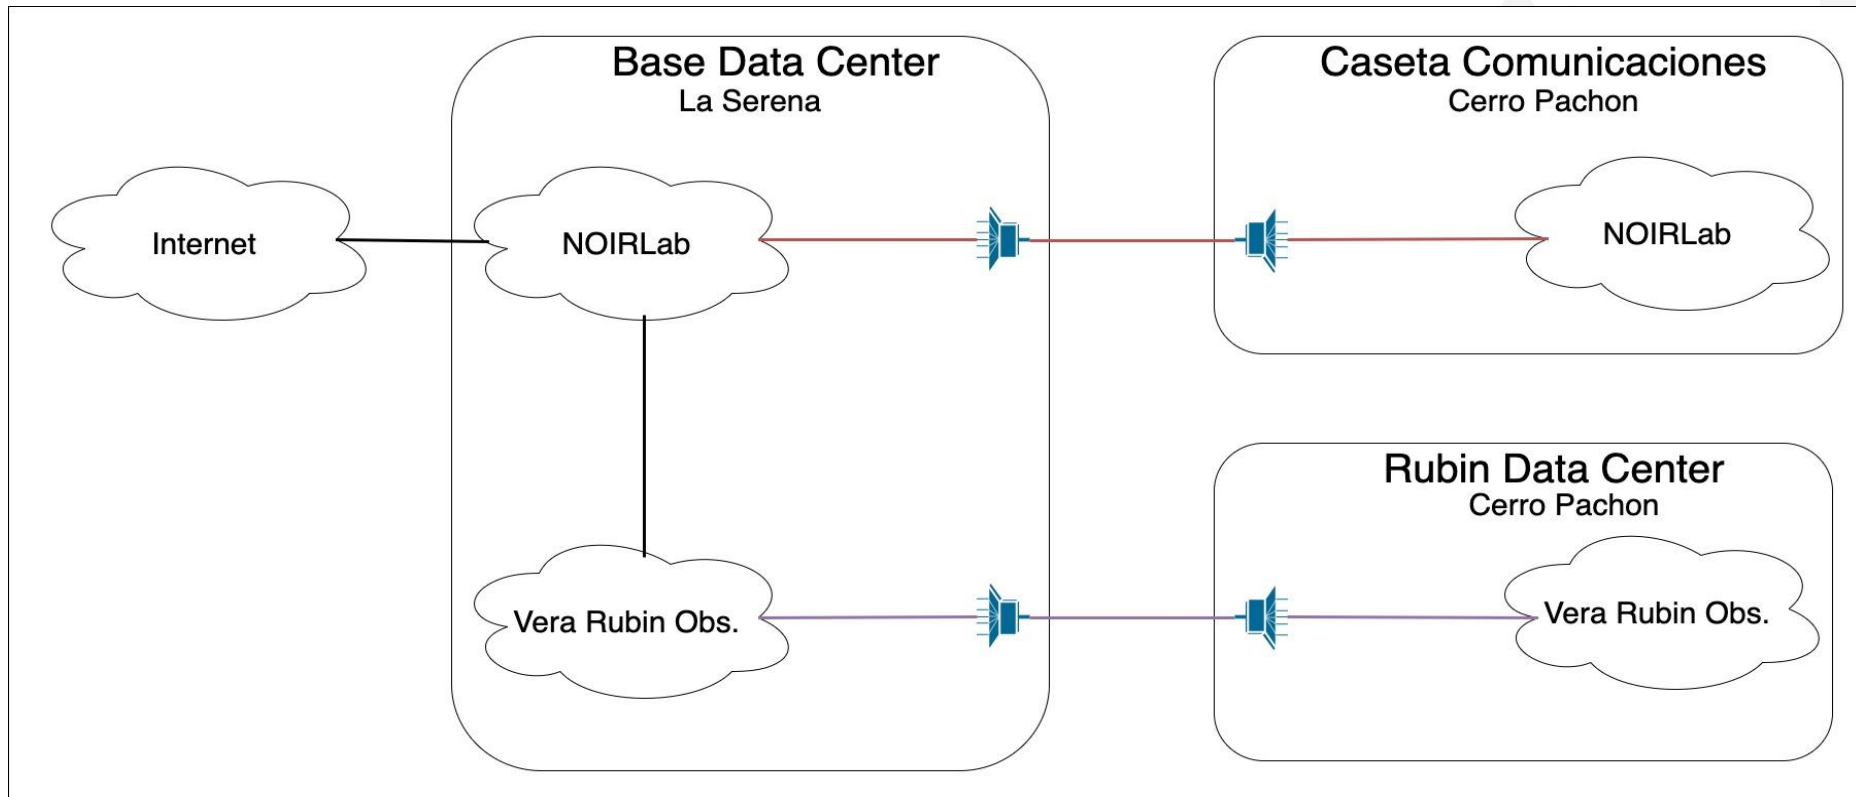 Base Data Center
La Serena
Caseta Comunicaciones
Cerro Pachon
Internet
NOIRLab
NOIRLab
Rubin Data Center
Cerro Pachon
Vera Rubin Obs.
Vera Rubin Obs.